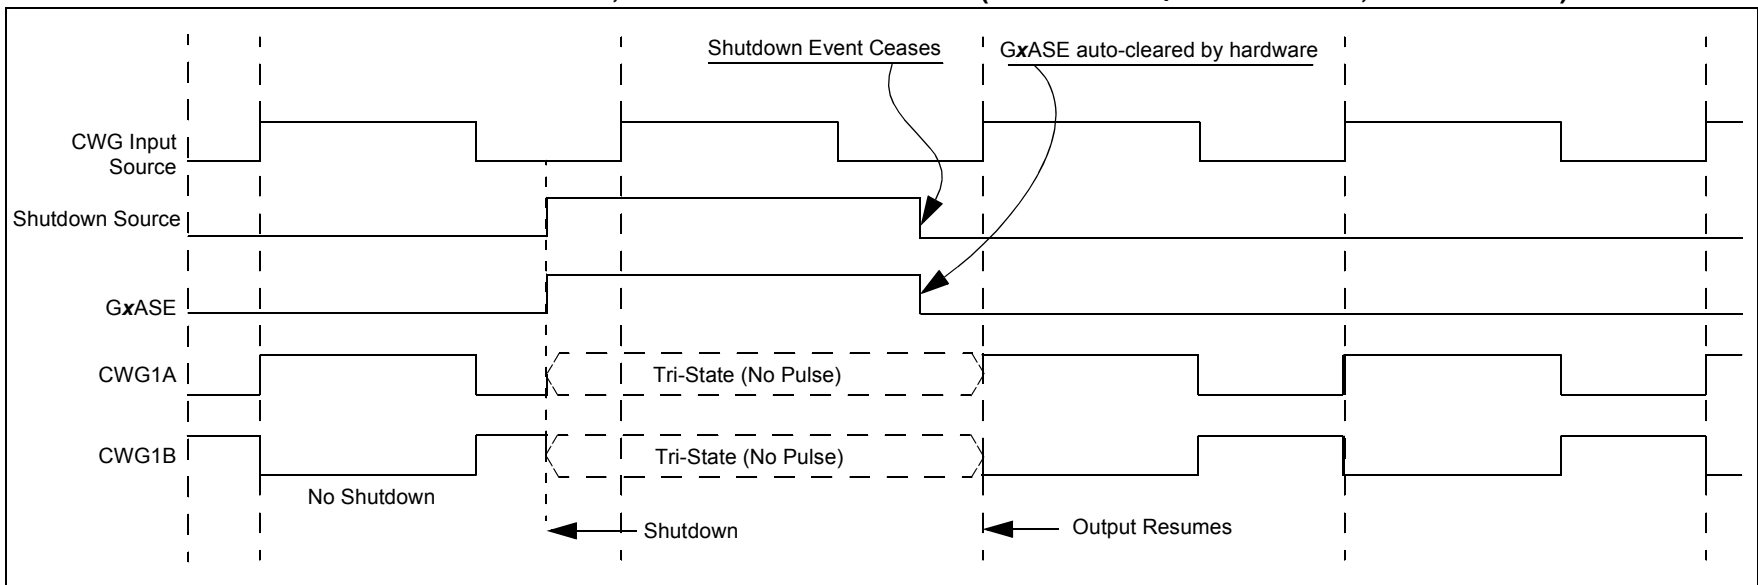 Shutdown Event Ceases
GxASE auto-cleared by hardware
CWG Input
Source
Shutdown Source
GxASE
CWG1A
Tri-State (No Pulse)
CWG1B
Tri-State (No Pulse)
No Shutdown
Shutdown
Output Resumes